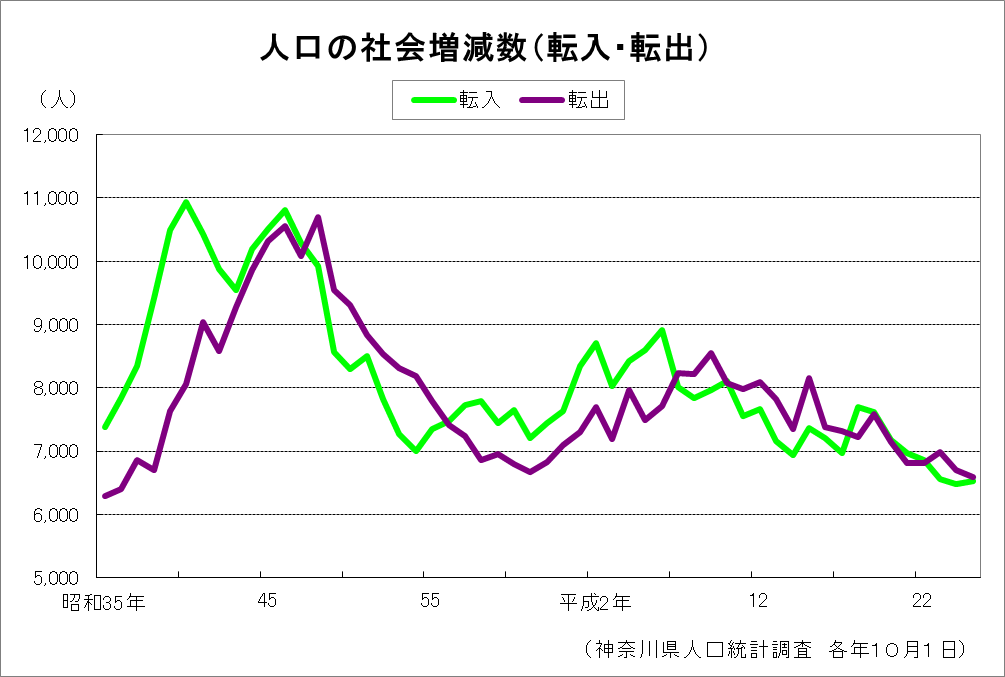 人口の社会増減数（転入・転出）
転入 転出
（人）
12,000
11,000
10,000
9,000
8,000
7,000
6,000
5,000
昭和35年 45 55 平成2年 12 22
（神奈川県人口統計調査　各年１０月１日）